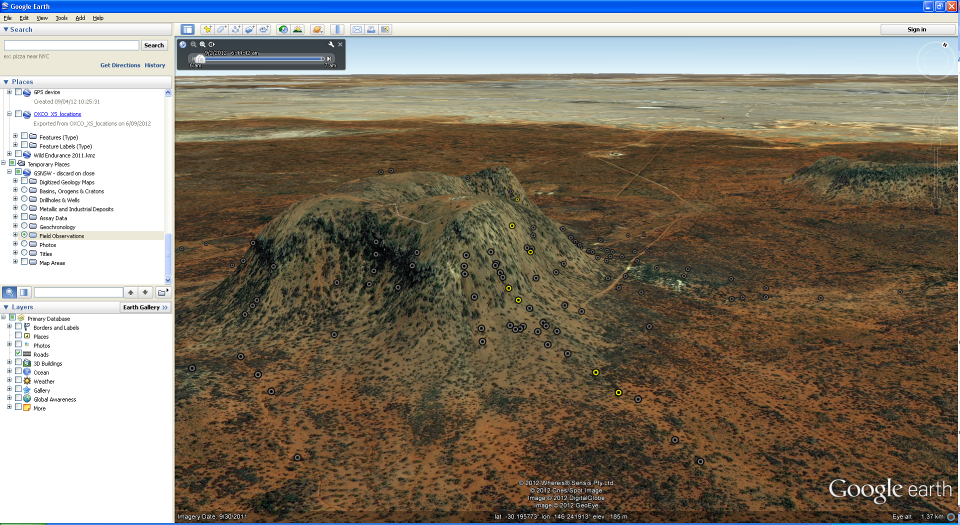 Google Earth
File Edit View Tools Add Help
Search
Search
ex: pizza near NYC
Get Directions History
Places
GPS device
Created 09/04/12 10:25:31
OXCO_XS_locations
Exported from OXCO_XS_locations on 6/09/2012
Features (Type)
Feature Labels (Type)
Wild Endurance 2011.kmz
Temporary Places
GSNSW - discard on close
Digitized Geology Maps
Basins, Orogens & Cratons
Drillholes & Wells
Metallic and Industrial Deposits
Assay Data
Geochronology
Field Observations
Photos
Titles
Map Areas
Earth Gallery >>
Layers
Primary Database
Borders and Labels
Places
Photos
Roads
3D Buildings
Ocean
Weather
Gallery
Global Awareness
More
Sign in
N
© 2012 Whereis® Sensis Pty Ltd
© 2012 Cnes/Spot Image
Image © 2012 DigitalGlobe
Image © 2012 GeoEye
Google earth
Imagery Date: 9/30/2011
lat -30.195773° lon 146.241913° elev 185 m
Eye alt 1.37 km